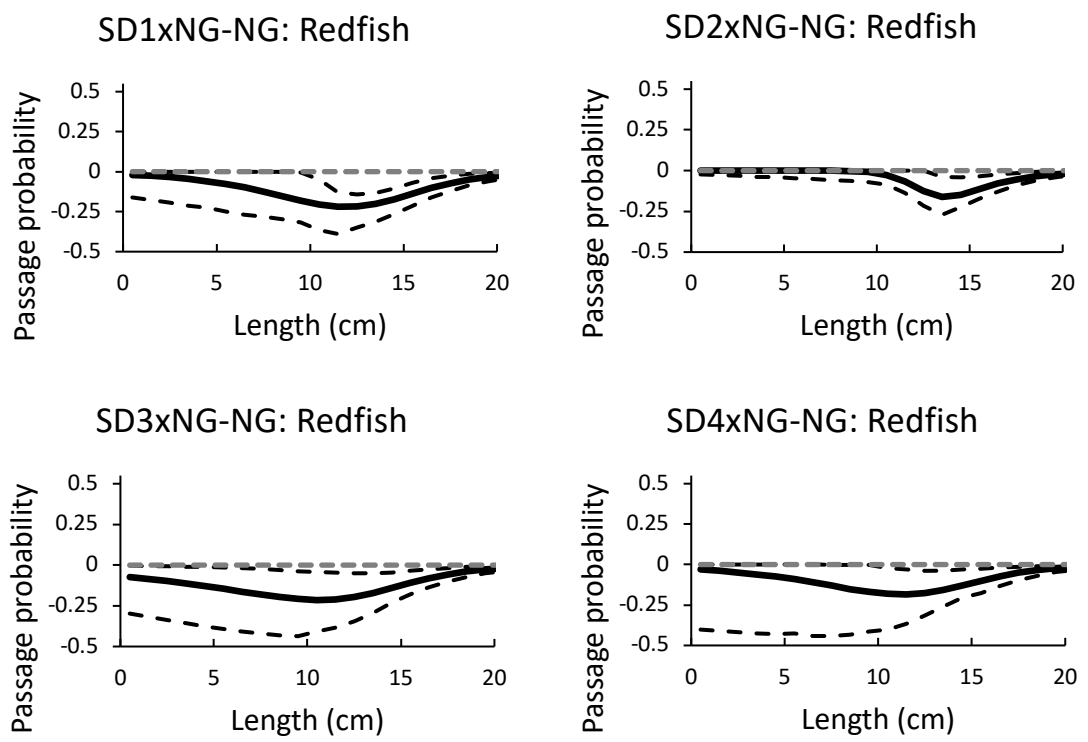 SD1xNG-NG: Redfish
Passage probability
0.5
0.25
0
-0.25
-0.5
0 5 10 15 20
Length (cm)
SD2xNG-NG: Redfish
Passage probability
0.5
0.25
0
-0.25
-0.5
0 5 10 15 20
Length (cm)
SD3xNG-NG: Redfish
Passage probability
0.5
0.25
0
-0.25
-0.5
0 5 10 15 20
Length (cm)
SD4xNG-NG: Redfish
Passage probability
0.5
0.25
0
-0.25
-0.5
0 5 10 15 20
Length (cm)